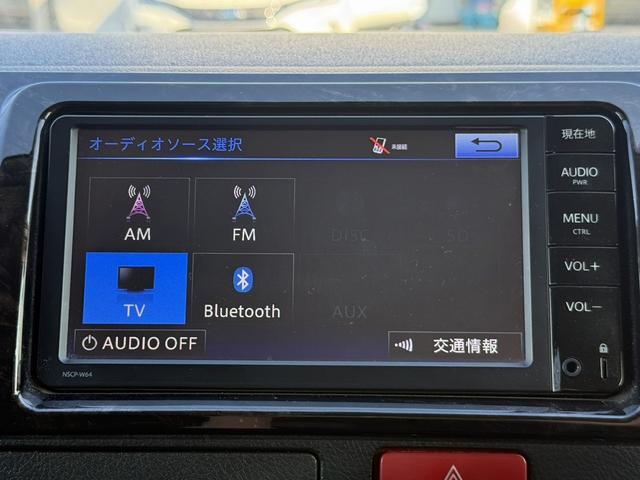 オーディオソース選択
未接続
AM
FM
DISC
SD
TV
Bluetooth
AUX
AUDIO OFF
交通情報
現在地
AUDIO
PWR
MENU
CTRL
VOL+
VOL−
NSCP-W64